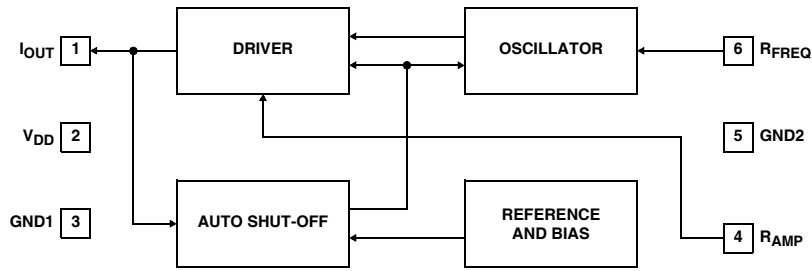 I_OUT 1 DRIVER OSCILLATOR 6 R_FREQ
V_DD 2 5 GND2
GND1 3 AUTO SHUT-OFF REFERENCE
AND BIAS 4 R_AMP